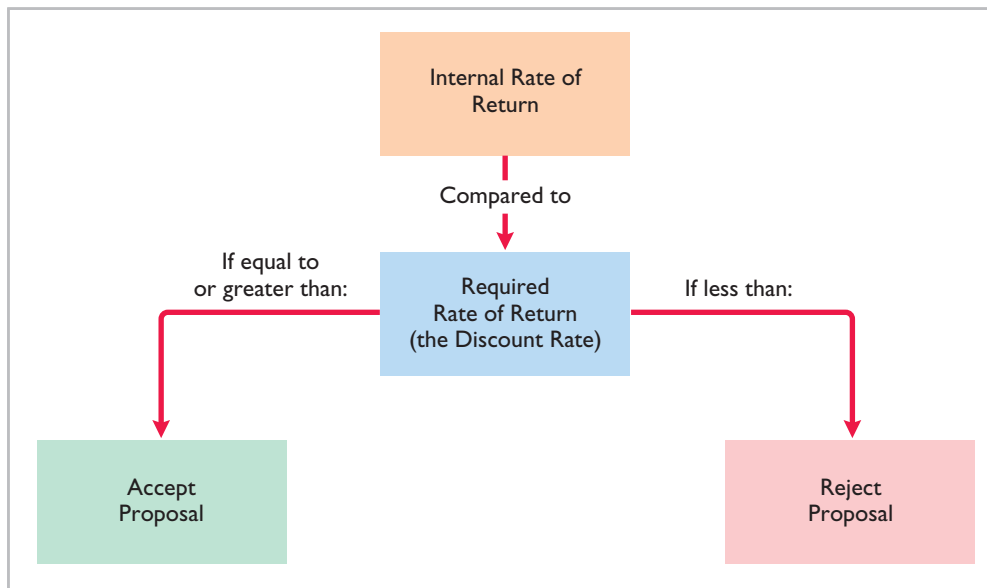 Internal Rate of
Return
Compared to
If equal to
or greater than:
Required
Rate of Return
(the Discount Rate)
If less than:
Accept
Proposal
Reject
Proposal